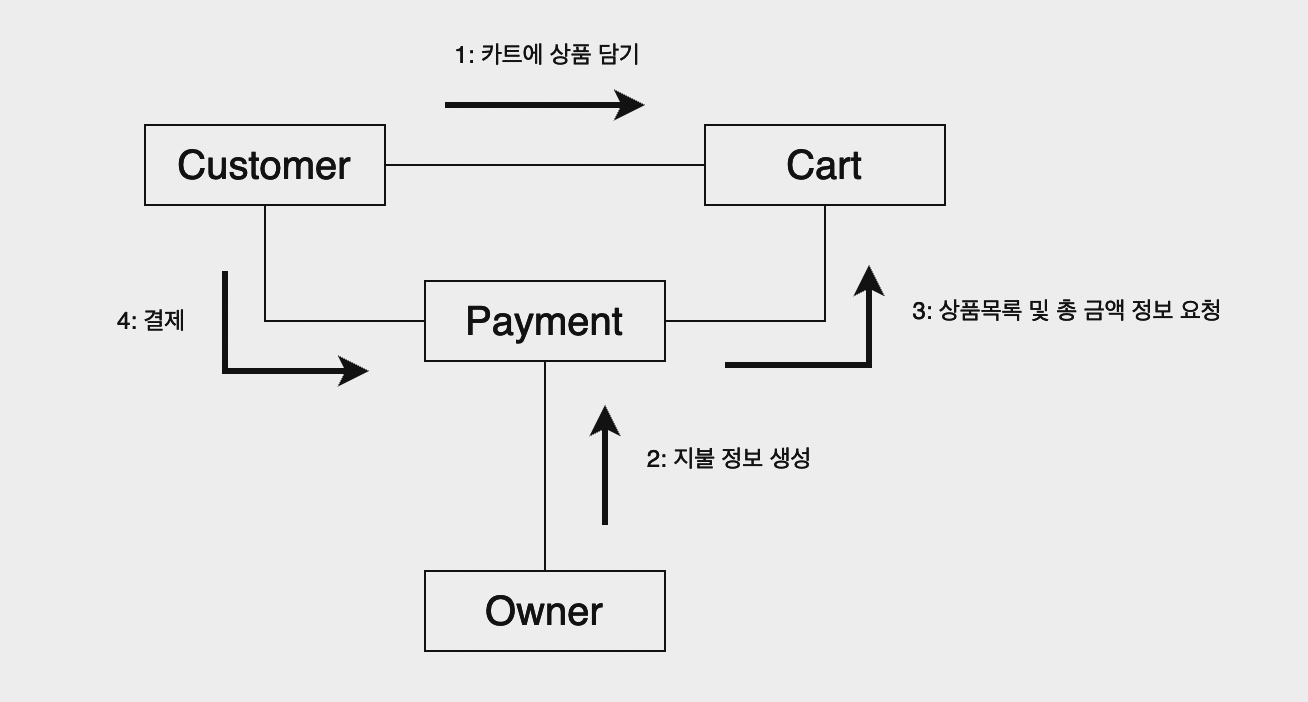 1: 카트에 상품 담기
Customer
Cart
Payment
4: 결제
3: 상품목록 및 총 금액 정보 요청
2: 지불 정보 생성
Owner